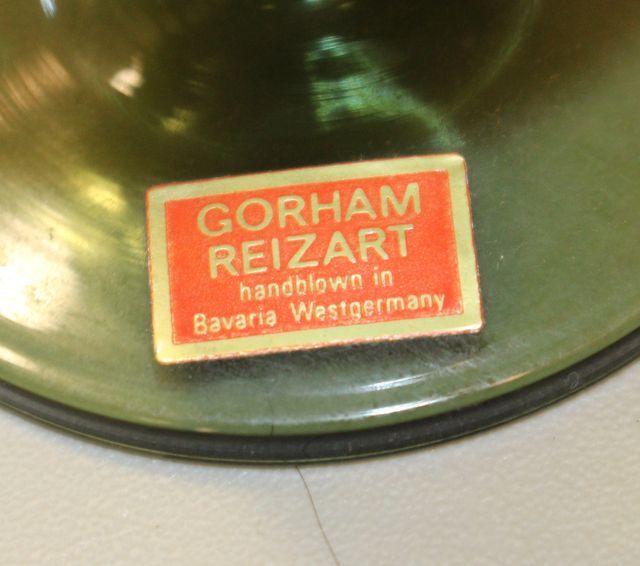 GORHAM
REIZART
handblown in
Bavaria Westgermany